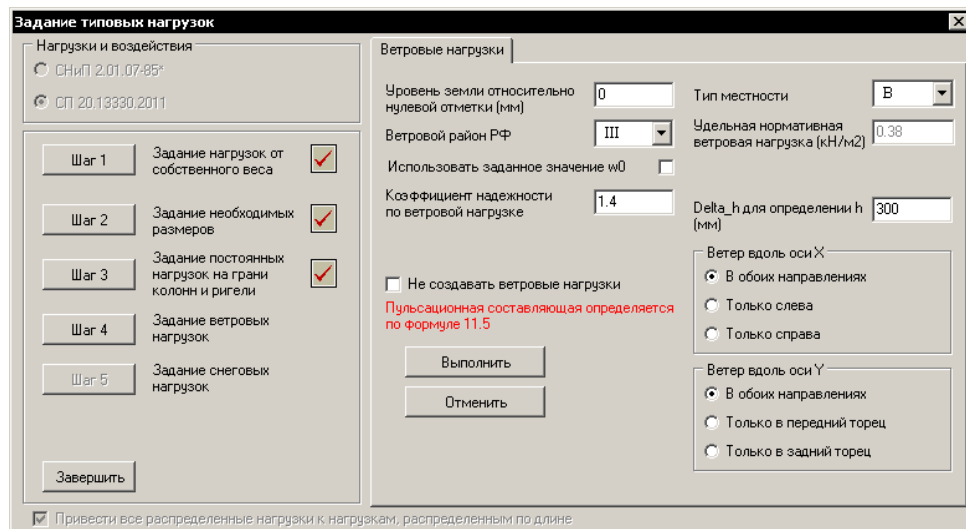 Задание типовых нагрузок
Нагрузки и воздействия
СНиП 2.01.07-85*
СП 20.13330.2011
Шаг 1
Задание нагрузок от
собственного веса
Шаг 2
Задание необходимых
размеров
Шаг 3
Задание постоянных
нагрузок на грани
колонн и ригели
Шаг 4
Задание ветровых
нагрузок
Шаг 5
Задание снеговых
нагрузок
Завершить
Ветровые нагрузки
Уровень земли относительно
нулевой отметки (мм)
0
Ветровой район РФ
III
Использовать заданное значение w0
Коэффициент надежности
по ветровой нагрузке
1.4
Не создавать ветровые нагрузки
Пульсационная составляющая определяется
по формуле 11.5
Выполнить
Отменить
Тип местности
B
Удельная нормативная
ветровая нагрузка (кН/м2)
0.38
Delta_h для определении h
(мм)
300
Ветер вдоль оси X
В обоих направлениях
Только слева
Только справа
Ветер вдоль оси Y
В обоих направлениях
Только в передний торец
Только в задний торец
Привести все распределенные нагрузки к нагрузкам, распределенным по длине